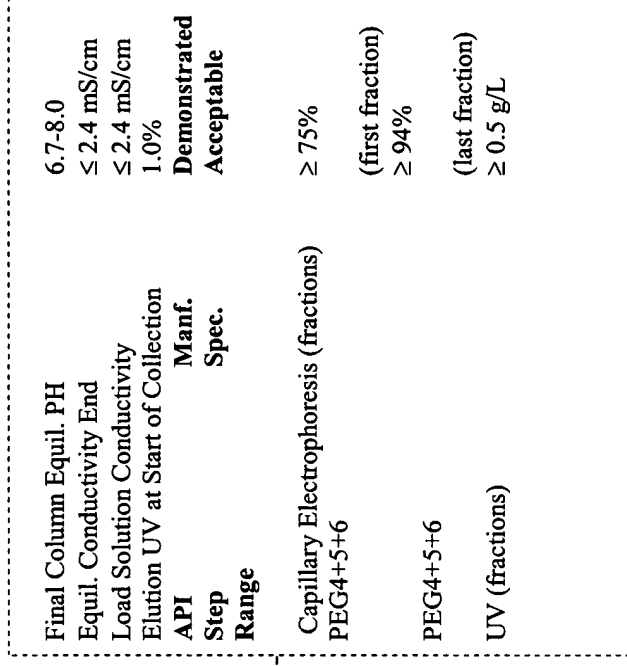 Final Column Equil. PH 6.7-8.0
Equil. Conductivity End ≤ 2.4 mS/cm
Load Solution Conductivity ≤ 2.4 mS/cm
Elution UV at Start of Collection 1.0%
API Manf. Demonstrated
Step Spec. Acceptable
Range
Capillary Electrophoresis (fractions) ≥ 75%
PEG4+5+6
(first fraction)
≥ 94%
PEG4+5+6
(last fraction)
UV (fractions) ≥ 0.5 g/L